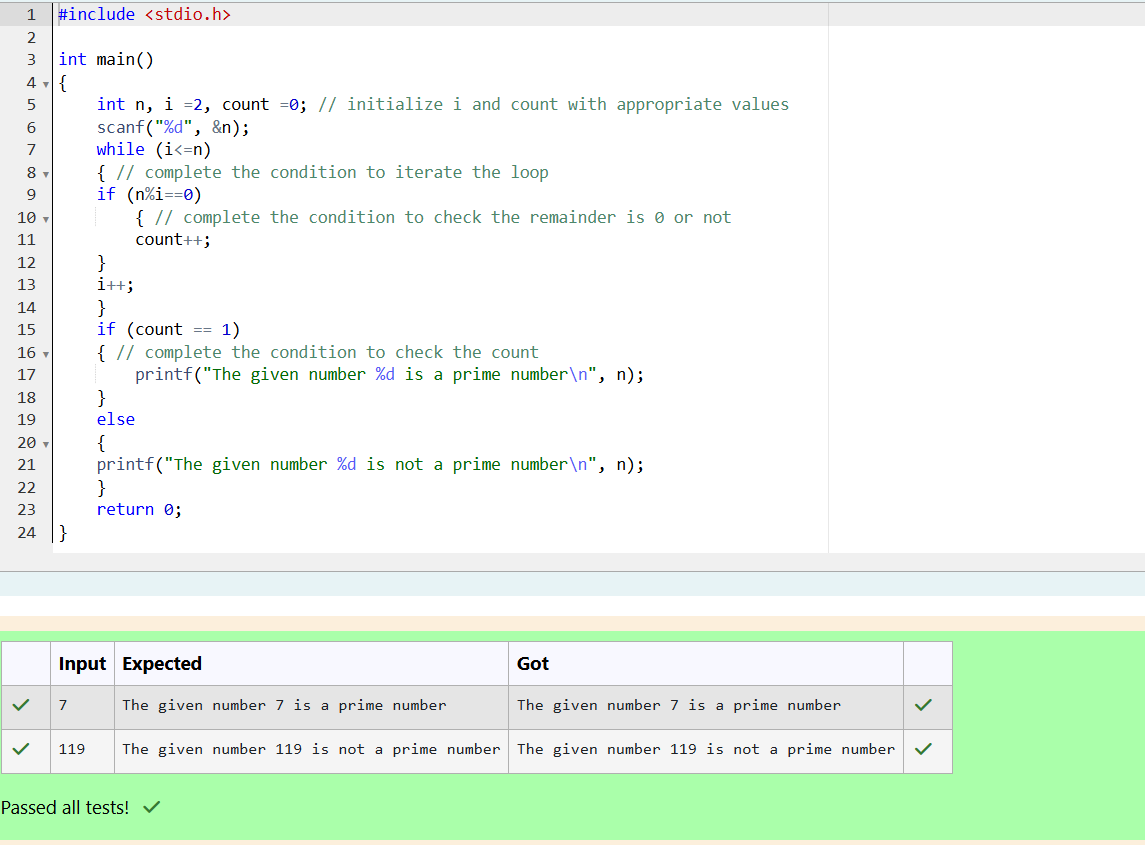 1 #include <stdio.h>
2
3 int main()
4 {
5     int n, i =2, count =0; // initialize i and count with appropriate values
6     scanf("%d", &n);
7     while (i<=n)
8     { // complete the condition to iterate the loop
9     if (n%i==0)
10         { // complete the condition to check the remainder is 0 or not
11         count++;
12     }
13     i++;
14     }
15     if (count == 1)
16     { // complete the condition to check the count
17         printf("The given number %d is a prime number\n", n);
18     }
19     else
20     {
21     printf("The given number %d is not a prime number\n", n);
22     }
23     return 0;
24 }
Input Expected Got
7 The given number 7 is a prime number The given number 7 is a prime number
119 The given number 119 is not a prime number The given number 119 is not a prime number
Passed all tests!